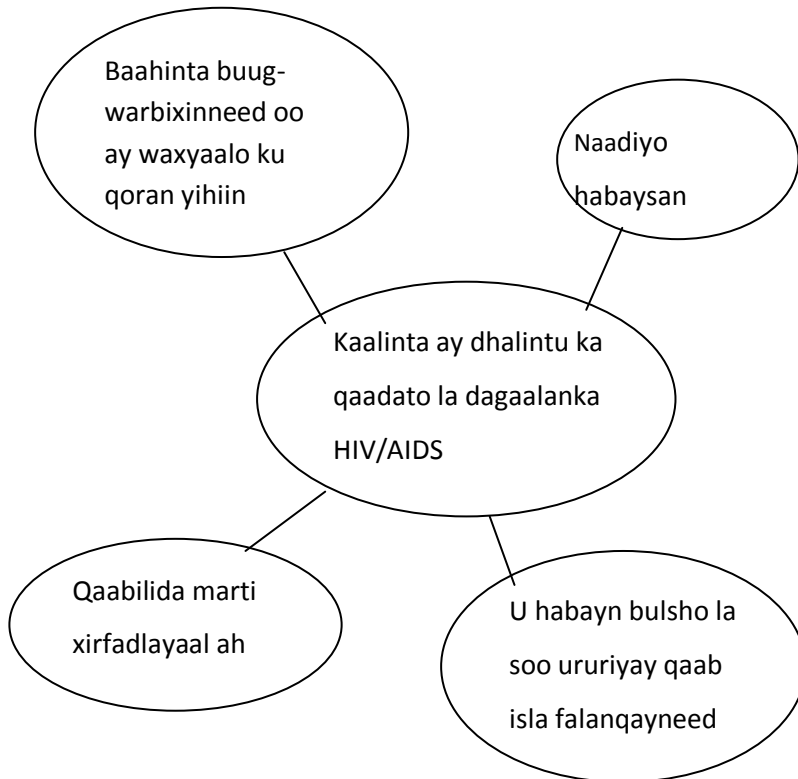 Baahinta buug-
warbixinneed oo
ay waxyaalo ku
qoran yihiin
Naadiyo
habaysan
Kaalinta ay dhalintu ka
qaadato la dagaalanka
HIV/AIDS
Qaabilida marti
xirfadlayaal ah
U habayn bulsho la
soo ururiyay qaab
isla falanqayneed